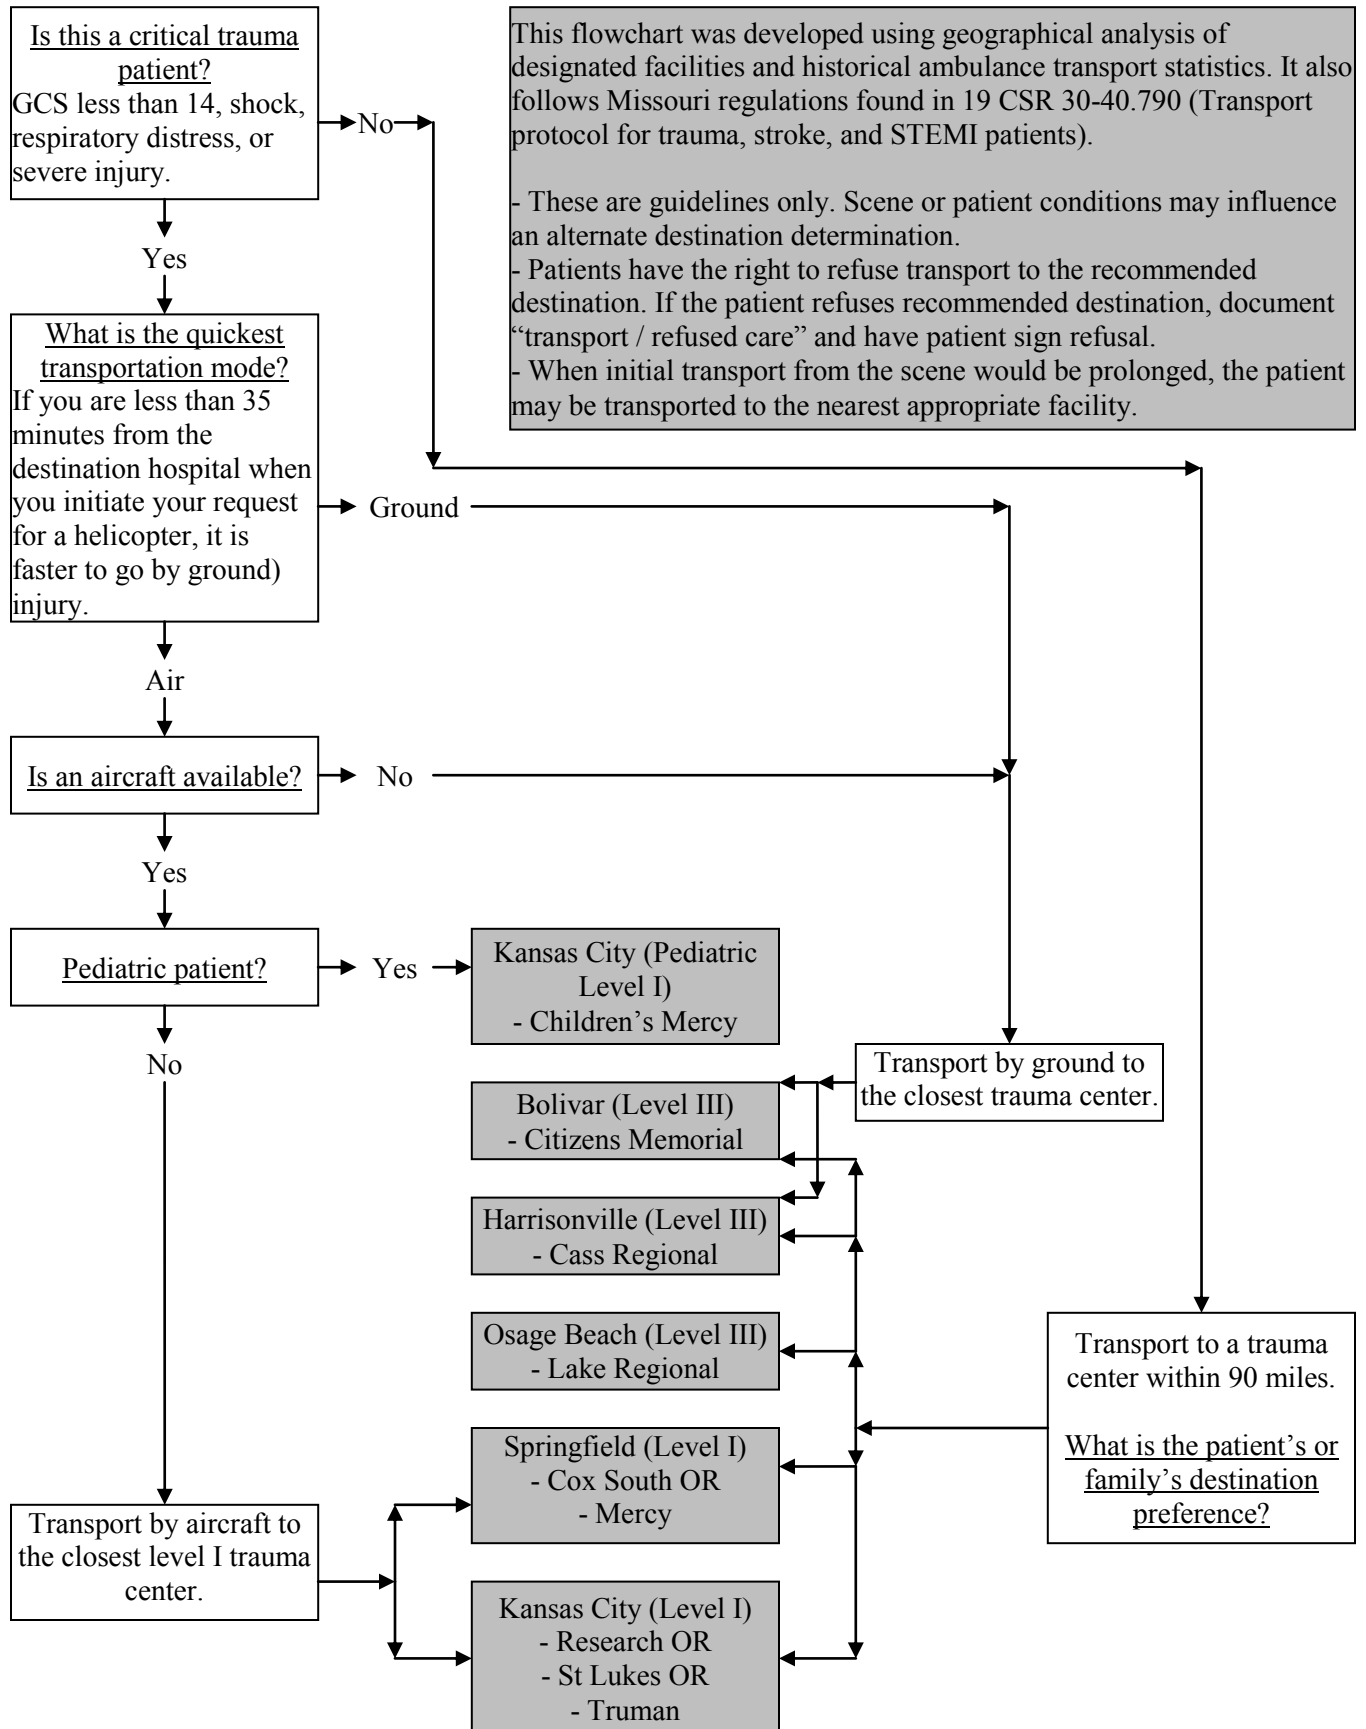 Is this a critical trauma
patient?
GCS less than 14, shock,
respiratory distress, or
severe injury.
No
This flowchart was developed using geographical analysis of
designated facilities and historical ambulance transport statistics. It also
follows Missouri regulations found in 19 CSR 30-40.790 (Transport
protocol for trauma, stroke, and STEMI patients).
- These are guidelines only. Scene or patient conditions may influence
an alternate destination determination.
- Patients have the right to refuse transport to the recommended
destination. If the patient refuses recommended destination, document
“transport / refused care” and have patient sign refusal.
- When initial transport from the scene would be prolonged, the patient
may be transported to the nearest appropriate facility.
Yes
What is the quickest
transportation mode?
If you are less than 35
minutes from the
destination hospital when
you initiate your request
for a helicopter, it is
faster to go by ground)
injury.
Ground
Air
Is an aircraft available?
No
Yes
Pediatric patient?
Yes
Kansas City (Pediatric
Level I)
- Children’s Mercy
No
Transport by ground to
the closest trauma center.
Bolivar (Level III)
- Citizens Memorial
Harrisonville (Level III)
- Cass Regional
Osage Beach (Level III)
- Lake Regional
Transport to a trauma
center within 90 miles.
What is the patient’s or
family’s destination
preference?
Springfield (Level I)
- Cox South OR
- Mercy
Transport by aircraft to
the closest level I trauma
center.
Kansas City (Level I)
- Research OR
- St Lukes OR
- Truman